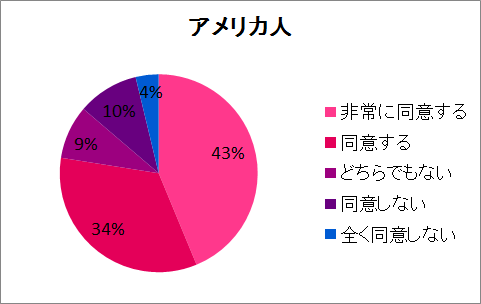 アメリカ人
4%
10%
9%
43%
34%
非常に同意する
同意する
どちらでもない
同意しない
全く同意しない